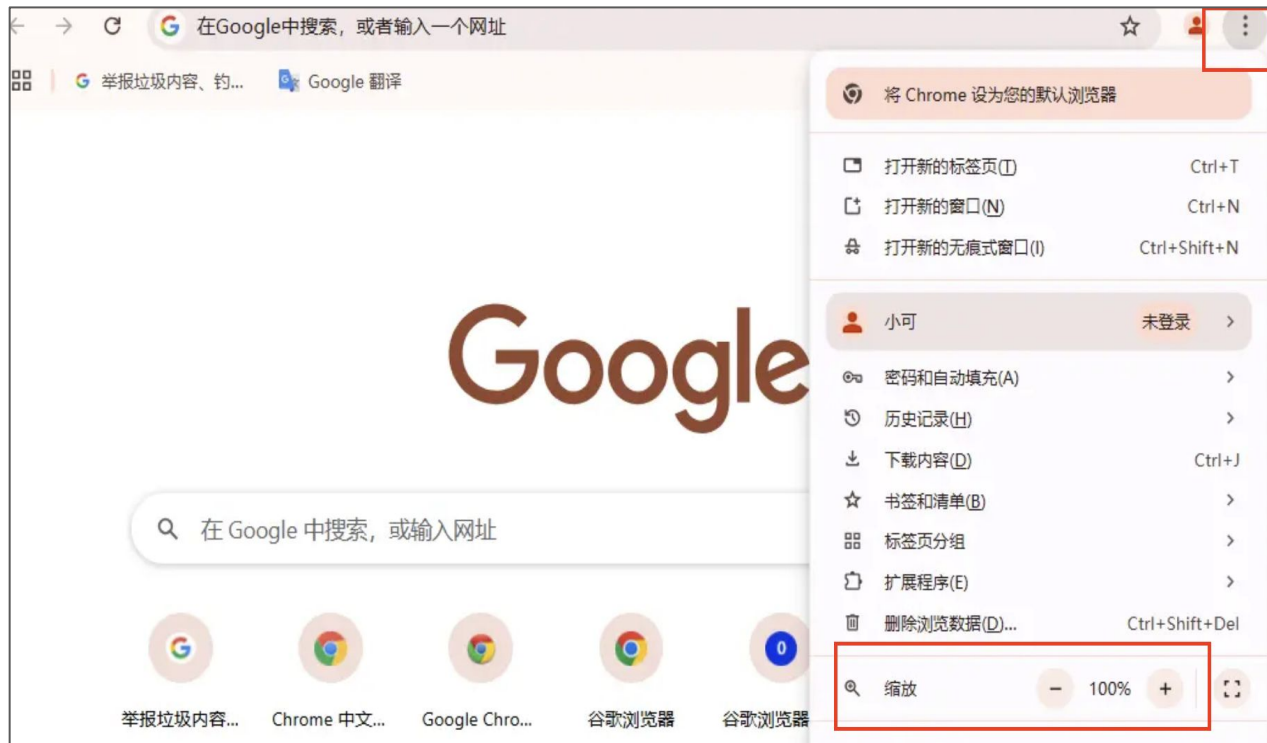 在Google中搜索，或者输入一个网址
举报垃圾内容、钓...
Google 翻译
将 Chrome 设为您的默认浏览器
打开新的标签页(T) Ctrl+T
打开新的窗口(N) Ctrl+N
打开新的无痕式窗口(I) Ctrl+Shift+N
小可 未登录
密码和自动填充(A)
历史记录(H)
下载内容(D) Ctrl+J
书签和清单(B)
标签页分组
扩展程序(E)
删除浏览数据(D)... Ctrl+Shift+Del
缩放 − 100% +
Google
在 Google 中搜索，或输入网址
0
举报垃圾内容...
Chrome 中文...
Google Chro...
谷歌浏览器
谷歌浏览器